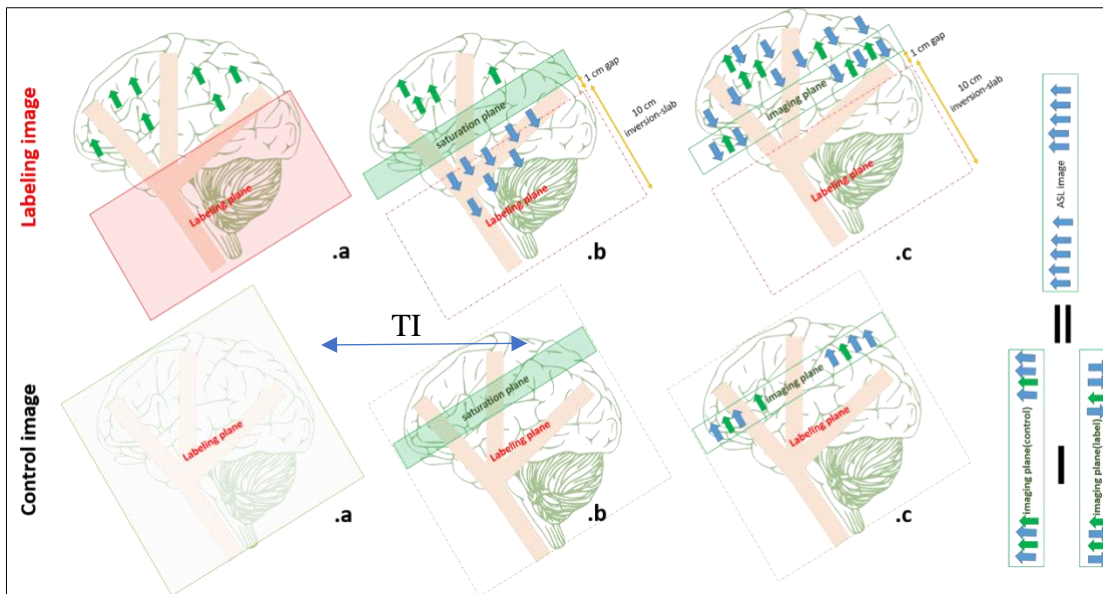 Labeling image
Labeling plane
.a
saturation plane
Labeling plane
1 cm gap
10 cm
inversion-slab
.b
imaging plane
Labeling plane
1 cm gap
10 cm
inversion-slab
.c
ASL image
Control image
Labeling plane
.a
TI
saturation plane
Labeling plane
.b
imaging plane
Labeling plane
.c
imaging plane(control)
imaging plane(label)